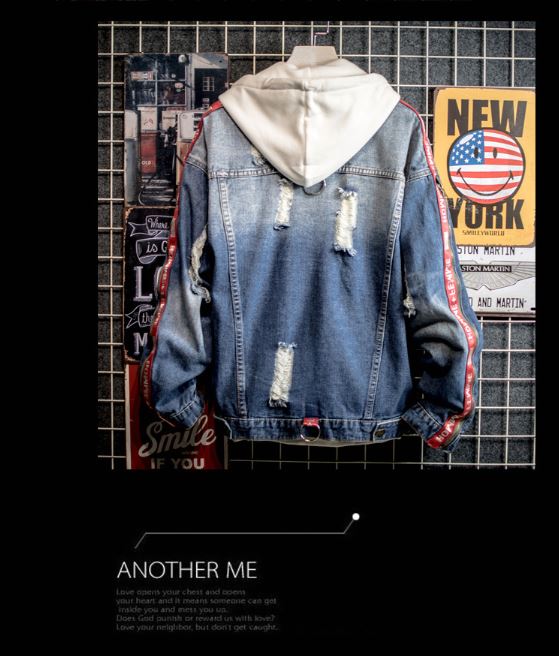 NEW
YORK
SMILEYWORLD
STON MARTIN
ASTON MARTIN
O AND MARTIN
Where
is G
L
M
Smile
IF YOU
ANOTHER ME
Love opens your chest and opens
your heart and it means someone can get
inside you and mess you up.
Does God punish or reward us with love?
Love your neighbor, but don't get caught.